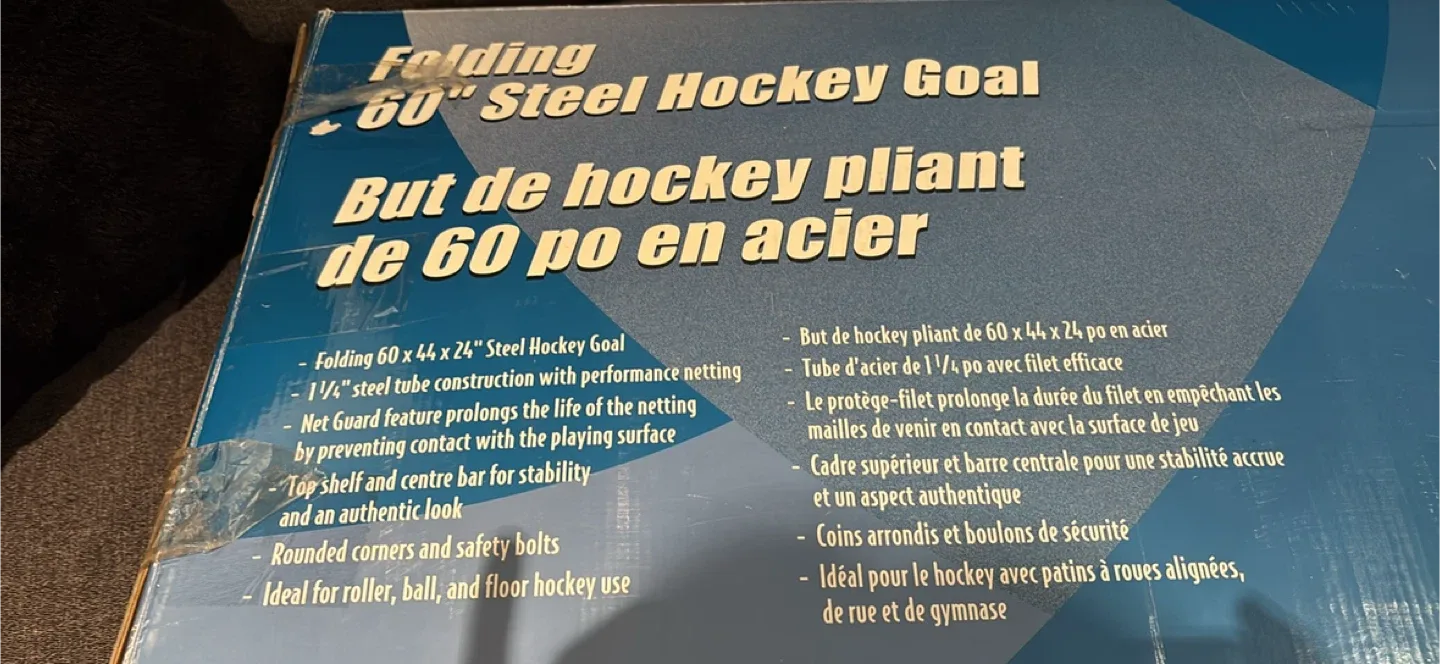 Folding
60" Steel Hockey Goal
But de hockey pliant
de 60 po en acier
- Folding 60 x 44 x 24" Steel Hockey Goal
- 1 1/4" steel tube construction with performance netting
- Net Guard feature prolongs the life of the netting
by preventing contact with the playing surface
- Top shelf and centre bar for stability
and an authentic look
- Rounded corners and safety bolts
- Ideal for roller, ball, and floor hockey use
- But de hockey pliant de 60 x 44 x 24 po en acier
- Tube d'acier de 1 1/4 po avec filet efficace
- Le protège-filet prolonge la durée du filet en empêchant les
mailles de venir en contact avec la surface de jeu
- Cadre supérieur et barre centrale pour une stabilité accrue
et un aspect authentique
- Coins arrondis et boulons de sécurité
- Idéal pour le hockey avec patins à roues alignées,
de rue et de gymnase